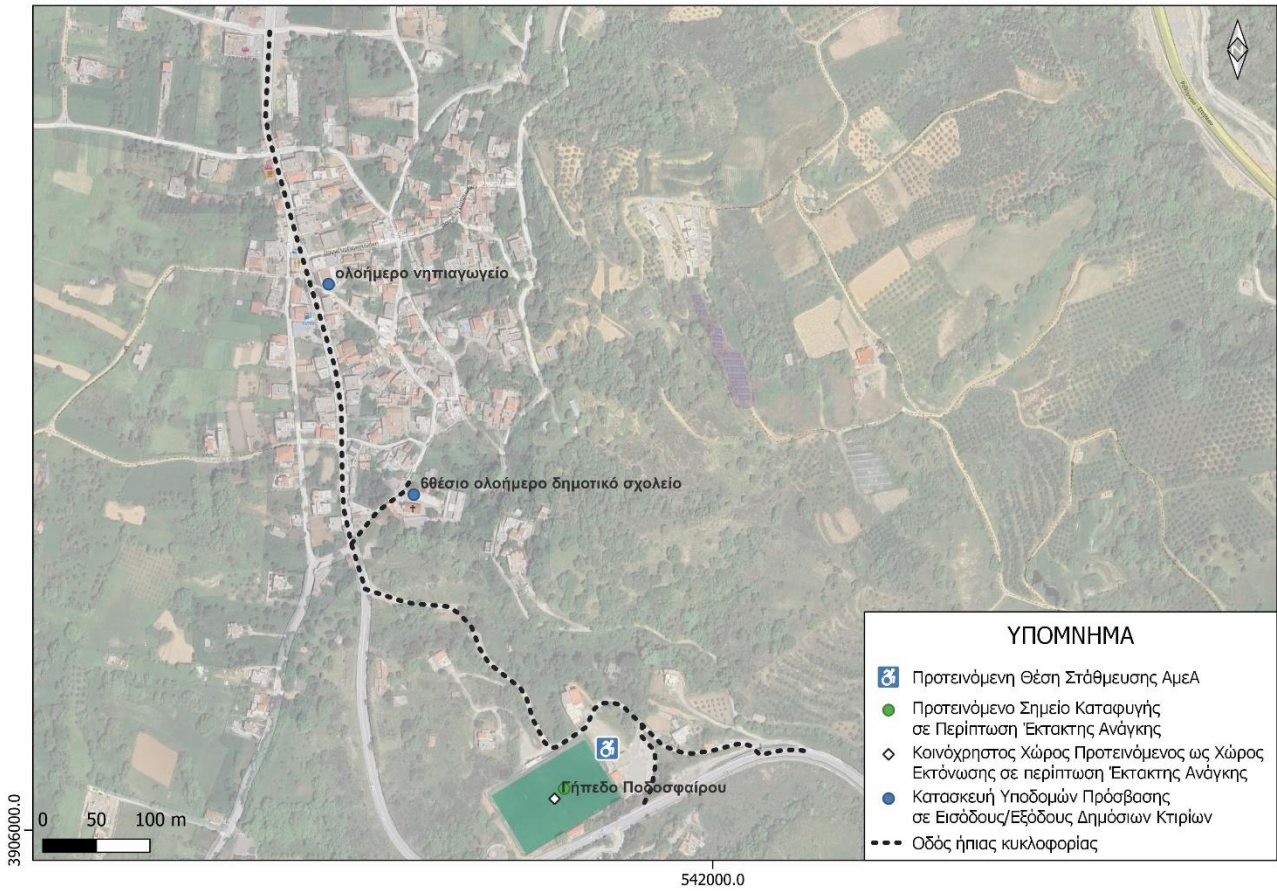 N
ολοήμερο νηπιαγωγείο
6θέσιο ολοήμερο δημοτικό σχολείο
Γήπεδο Ποδοσφαίρου
ΥΠΟΜΝΗΜΑ
Προτεινόμενη Θέση Στάθμευσης ΑμεΑ
Προτεινόμενο Σημείο Καταφυγής
σε Περίπτωση Έκτακτης Ανάγκης
Κοινόχρηστος Χώρος Προτεινόμενος ως Χώρος
Εκτόνωσης σε περίπτωση Έκτακτης Ανάγκης
Κατασκευή Υποδομών Πρόσβασης
σε Εισόδους/Εξόδους Δημόσιων Κτιρίων
Οδός ήπιας κυκλοφορίας
0 50 100 m
3906000.0
542000.0